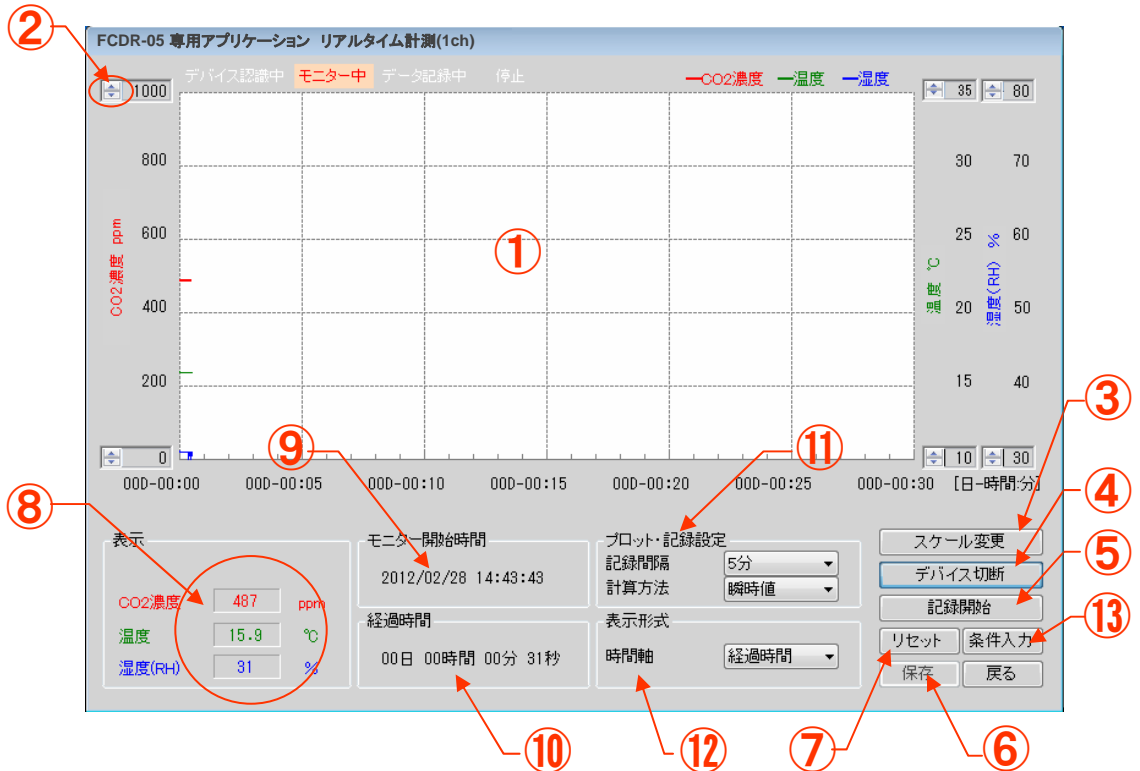 FCDR-05 専用アプリケーション リアルタイム計測(1ch)
②
デバイス認識中 モニター中 データ記録中 停止
CO2濃度 温度 湿度
1000
800
600
400
200
0
CO2濃度 ppm
①
35
30
25
20
15
10
温度 ℃
80
70
60
50
40
30
湿度(RH) %
00D-00:00 00D-00:05 00D-00:10 00D-00:15 00D-00:20 00D-00:25 00D-00:30 [日-時間:分]
③
④
⑤
⑬
⑧
⑨
⑪
表示
CO2濃度 487 ppm
温度 15.9 ℃
湿度(RH) 31 %
モニター開始時間
2012/02/28 14:43:43
経過時間
00日 00時間 00分 31秒
プロット・記録設定
記録間隔 5分
計算方法 瞬時値
表示形式
時間軸 経過時間
スケール変更
デバイス切断
記録開始
リセット 条件入力
保存 戻る
⑩
⑫
⑦
⑥